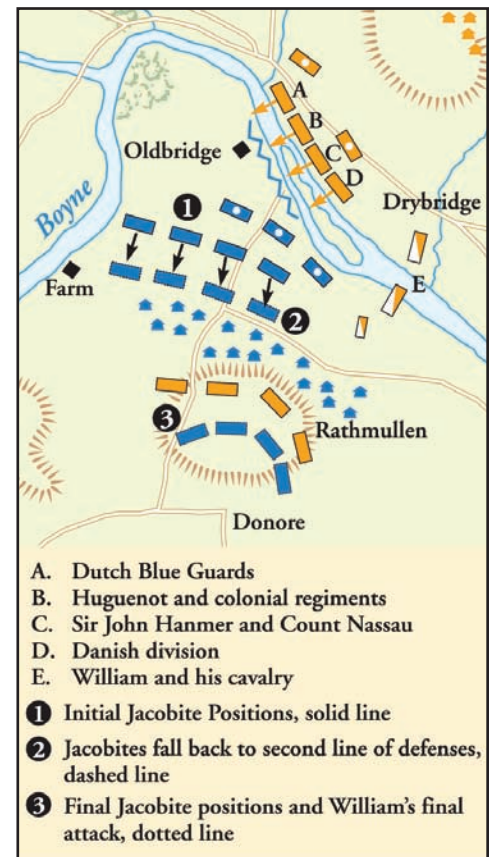 A
B
Oldbridge
C
D
Drybridge
Boyne
1
E
Farm
2
3
Rathmullen
Donore
A. Dutch Blue Guards
B. Huguenot and colonial regiments
C. Sir John Hanmer and Count Nassau
D. Danish division
E. William and his cavalry
1 Initial Jacobite Positions, solid line
2 Jacobites fall back to second line of defenses,
dashed line
3 Final Jacobite positions and William’s final
attack, dotted line